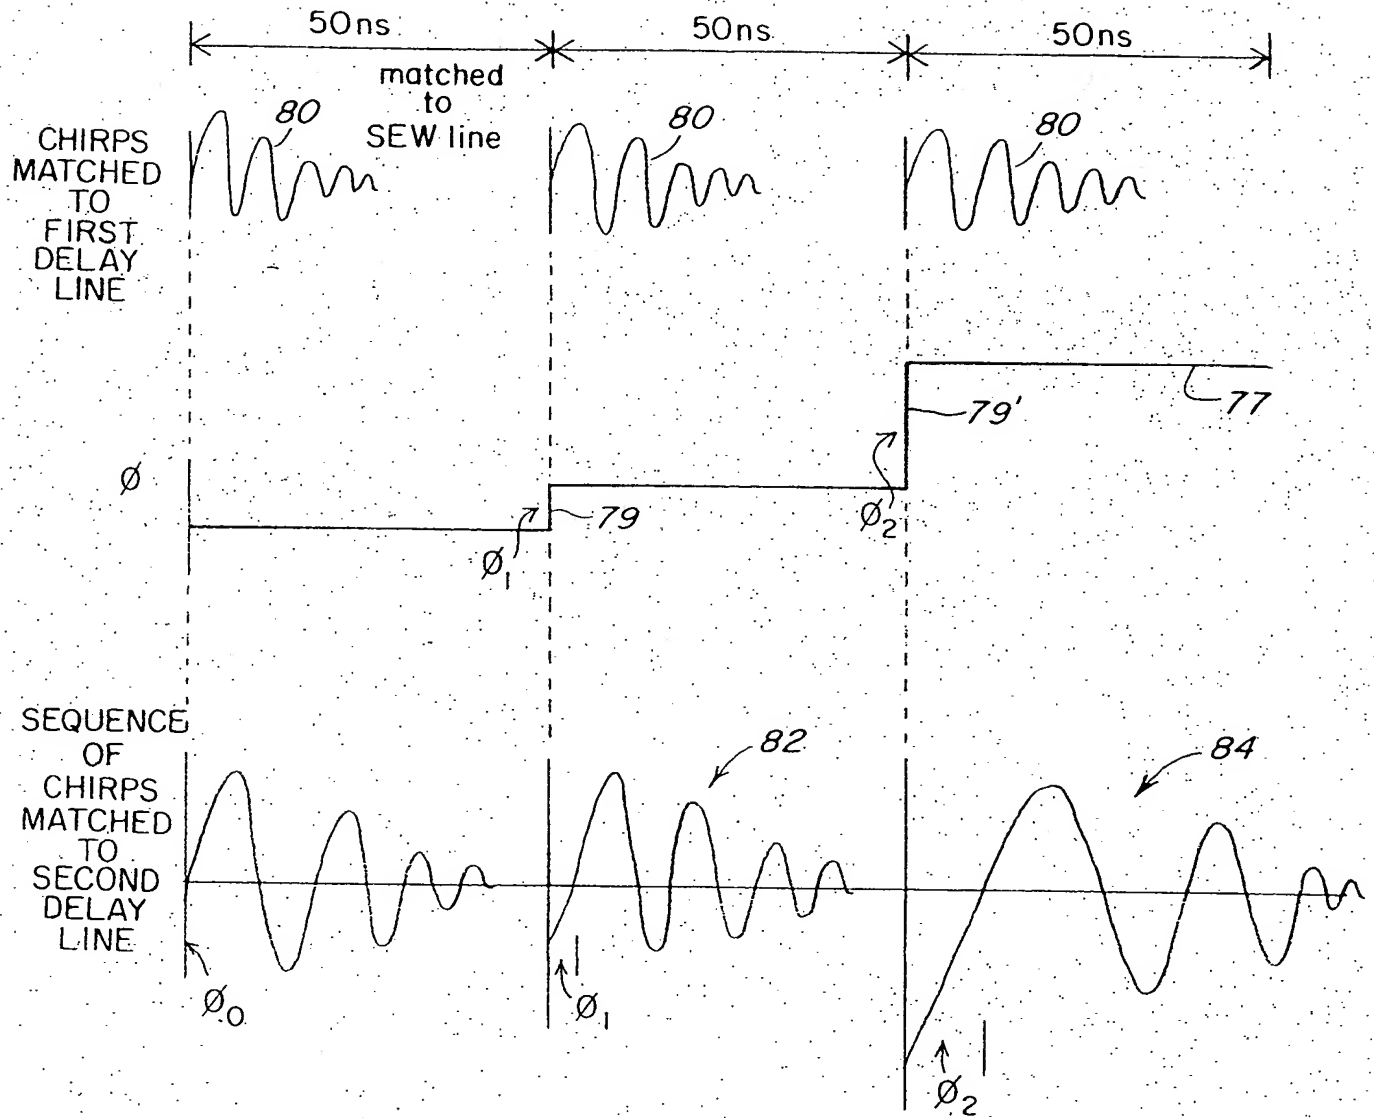 50ns
50ns
50ns
matched
to
SEW line
80
80
80
CHIRPS
MATCHED
TO
FIRST
DELAY
LINE
79'
77
Ø
Ø1
79
Ø2
SEQUENCE
OF
CHIRPS
MATCHED
TO
SECOND
DELAY
LINE
82
84
Ø0
Ø1
Ø2